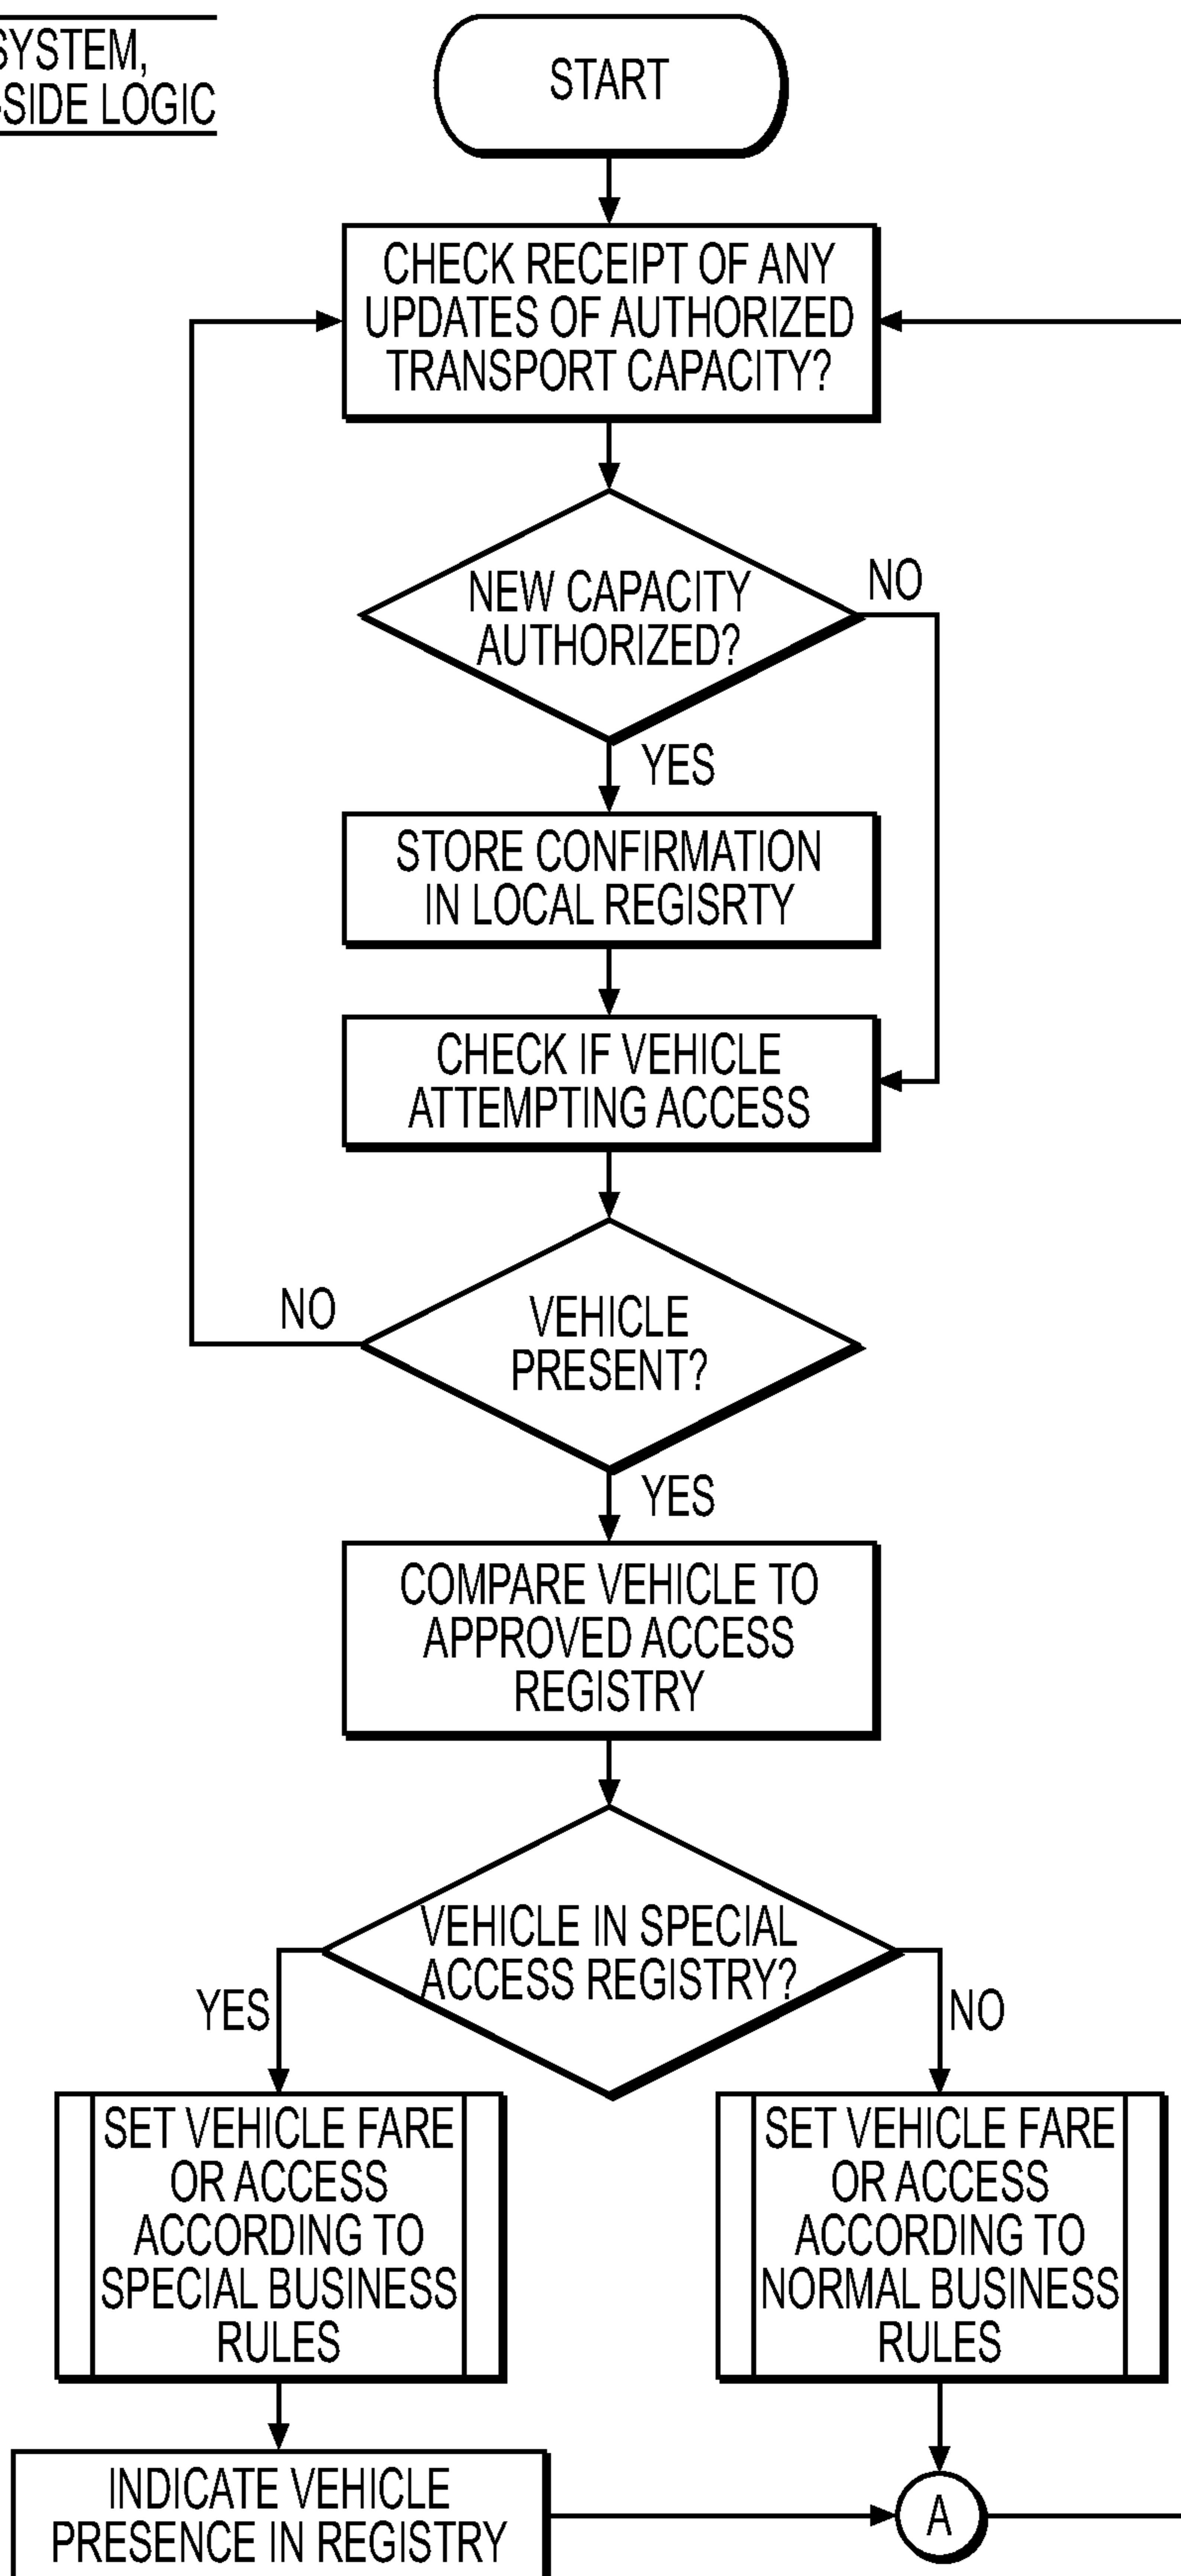 SYSTEM,
-SIDE LOGIC
START
CHECK RECEIPT OF ANY
UPDATES OF AUTHORIZED
TRANSPORT CAPACITY?
NEW CAPACITY
AUTHORIZED?
NO
YES
STORE CONFIRMATION
IN LOCAL REGISRTY
CHECK IF VEHICLE
ATTEMPTING ACCESS
VEHICLE
PRESENT?
NO
YES
COMPARE VEHICLE TO
APPROVED ACCESS
REGISTRY
VEHICLE IN SPECIAL
ACCESS REGISTRY?
YES
NO
SET VEHICLE FARE
OR ACCESS
ACCORDING TO
SPECIAL BUSINESS
RULES
SET VEHICLE FARE
OR ACCESS
ACCORDING TO
NORMAL BUSINESS
RULES
INDICATE VEHICLE
PRESENCE IN REGISTRY
A